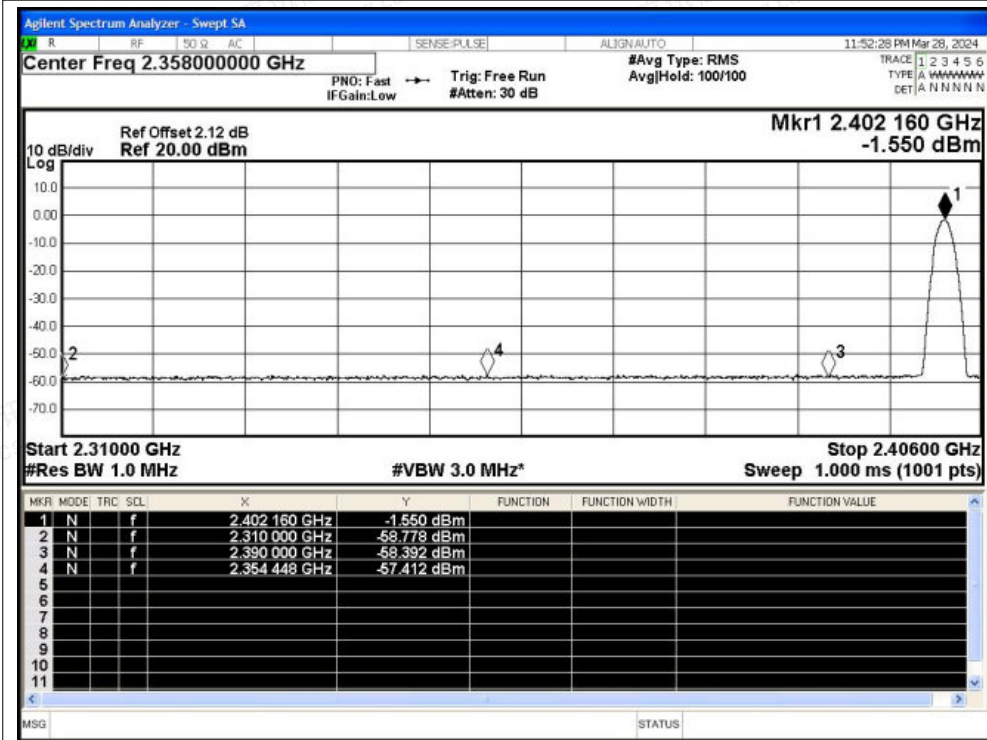 Agilent Spectrum Analyzer - Swept SA
LXI R RF 50 Ω AC SENSE:PULSE ALIGN AUTO 11:52:28 PM Mar 28, 2024
Center Freq 2.358000000 GHz
PNO: Fast
IFGain:Low
Trig: Free Run
#Atten: 30 dB
#Avg Type: RMS
Avg|Hold: 100/100
TRACE 1 2 3 4 5 6
TYPE A WWWWW
DET A N N N N N
Mkr1 2.402 160 GHz
-1.550 dBm
Ref Offset 2.12 dB
10 dB/div Ref 20.00 dBm
Log
10.0
0.00
-10.0
-20.0
-30.0
-40.0
-50.0
-60.0
-70.0
1
2
4
3
Start 2.31000 GHz Stop 2.40600 GHz
#Res BW 1.0 MHz #VBW 3.0 MHz* Sweep 1.000 ms (1001 pts)
MKR MODE TRC SCL X Y FUNCTION FUNCTION WIDTH FUNCTION VALUE
1 N f 2.402 160 GHz -1.550 dBm
2 N f 2.310 000 GHz -58.778 dBm
3 N f 2.390 000 GHz -58.392 dBm
4 N f 2.354 448 GHz -57.412 dBm
5
6
7
8
9
10
11
MSG STATUS